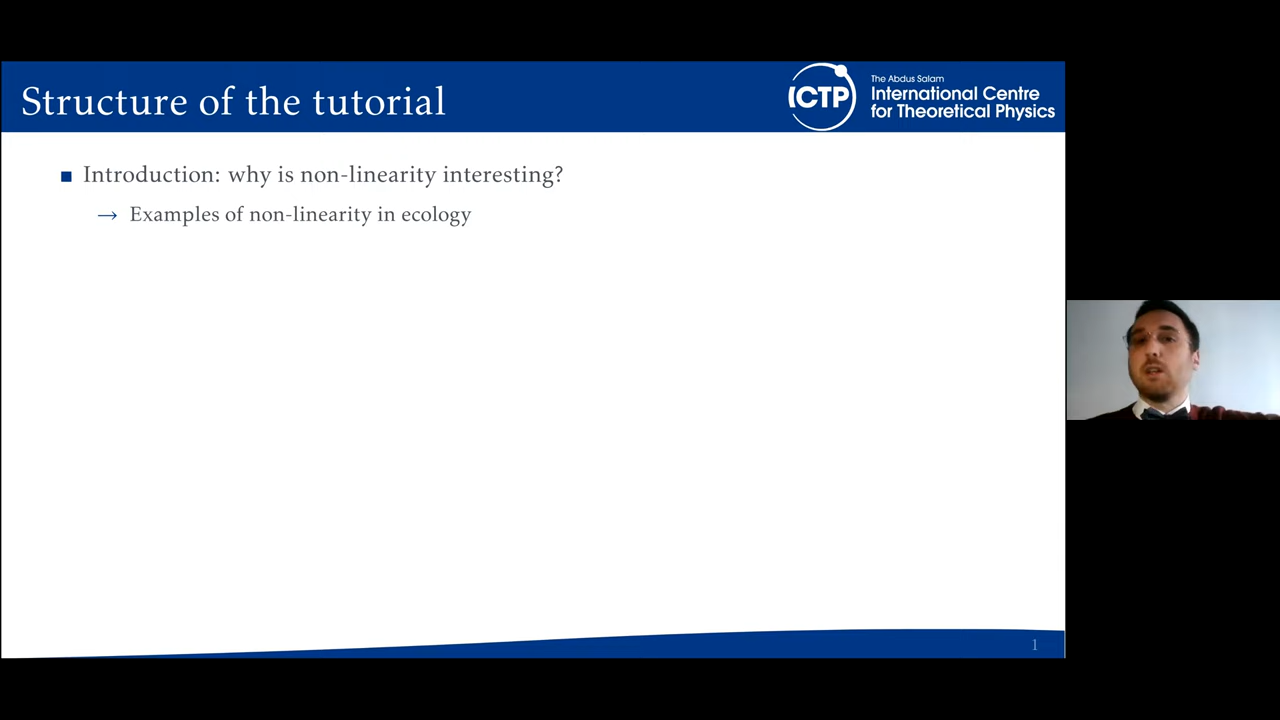 Structure of the tutorial
ICTP
The Abdus Salam
International Centre
for Theoretical Physics
Introduction: why is non-linearity interesting?
→ Examples of non-linearity in ecology
1